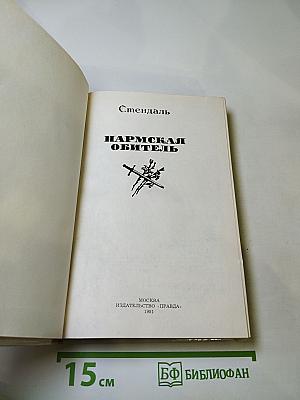 Стендаль
ПАРМСКАЯ
ОБИТЕЛЬ
МОСКВА
ИЗДАТЕЛЬСТВО «ПРАВДА»
1981
15 см
БФ БИБЛИОФАН